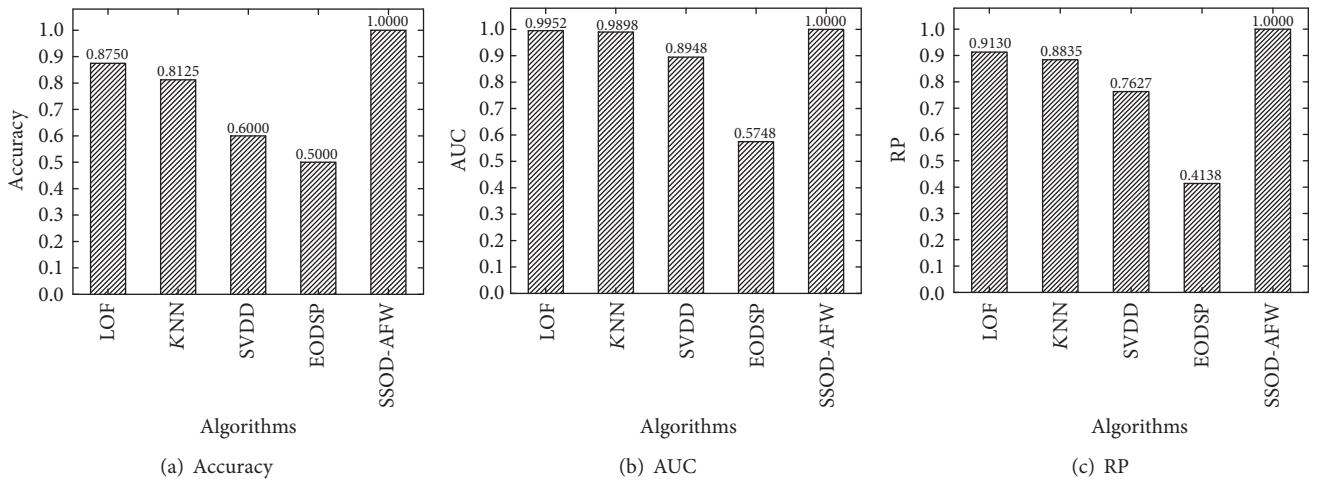 1.0000
1.0
0.9
0.8750
0.8125
0.8
0.7
0.6000
0.6
0.5000
0.5
0.4
0.3
0.2
0.1
0.0
Accuracy
LOF
KNN
SVDD
EODSP
SSOD-AFW
Algorithms
(a) Accuracy
0.9952
0.9898
1.0000
1.0
0.8948
0.9
0.8
0.7
0.6
0.5748
0.5
0.4
0.3
0.2
0.1
0.0
AUC
LOF
KNN
SVDD
EODSP
SSOD-AFW
Algorithms
(b) AUC
1.0000
1.0
0.9130
0.8835
0.9
0.8
0.7627
0.7
0.6
0.5
0.4138
0.4
0.3
0.2
0.1
0.0
RP
LOF
KNN
SVDD
EODSP
SSOD-AFW
Algorithms
(c) RP